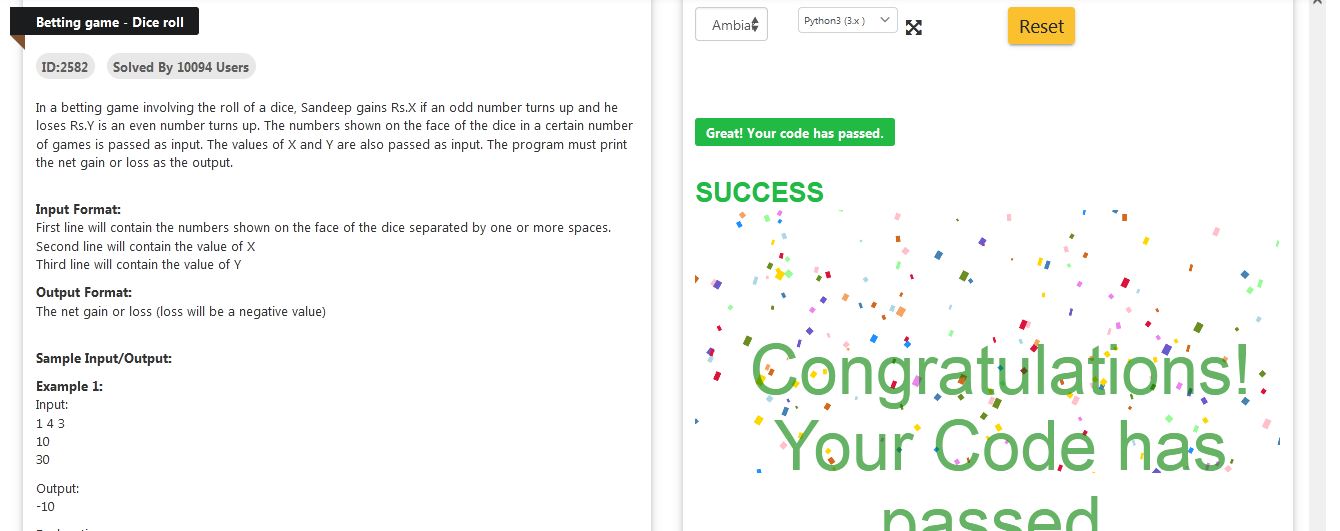 Betting game - Dice roll
ID:2582 Solved By 10094 Users
In a betting game involving the roll of a dice, Sandeep gains Rs.X if an odd number turns up and he
loses Rs.Y is an even number turns up. The numbers shown on the face of the dice in a certain number
of games is passed as input. The values of X and Y are also passed as input. The program must print
the net gain or loss as the output.
Input Format:
First line will contain the numbers shown on the face of the dice separated by one or more spaces.
Second line will contain the value of X
Third line will contain the value of Y
Output Format:
The net gain or loss (loss will be a negative value)
Sample Input/Output:
Example 1:
Input:
1 4 3
10
30
Output:
-10
Ambia
Python3 (3.x )
Reset
Great! Your code has passed.
SUCCESS
Congratulations!
Your Code has
passed